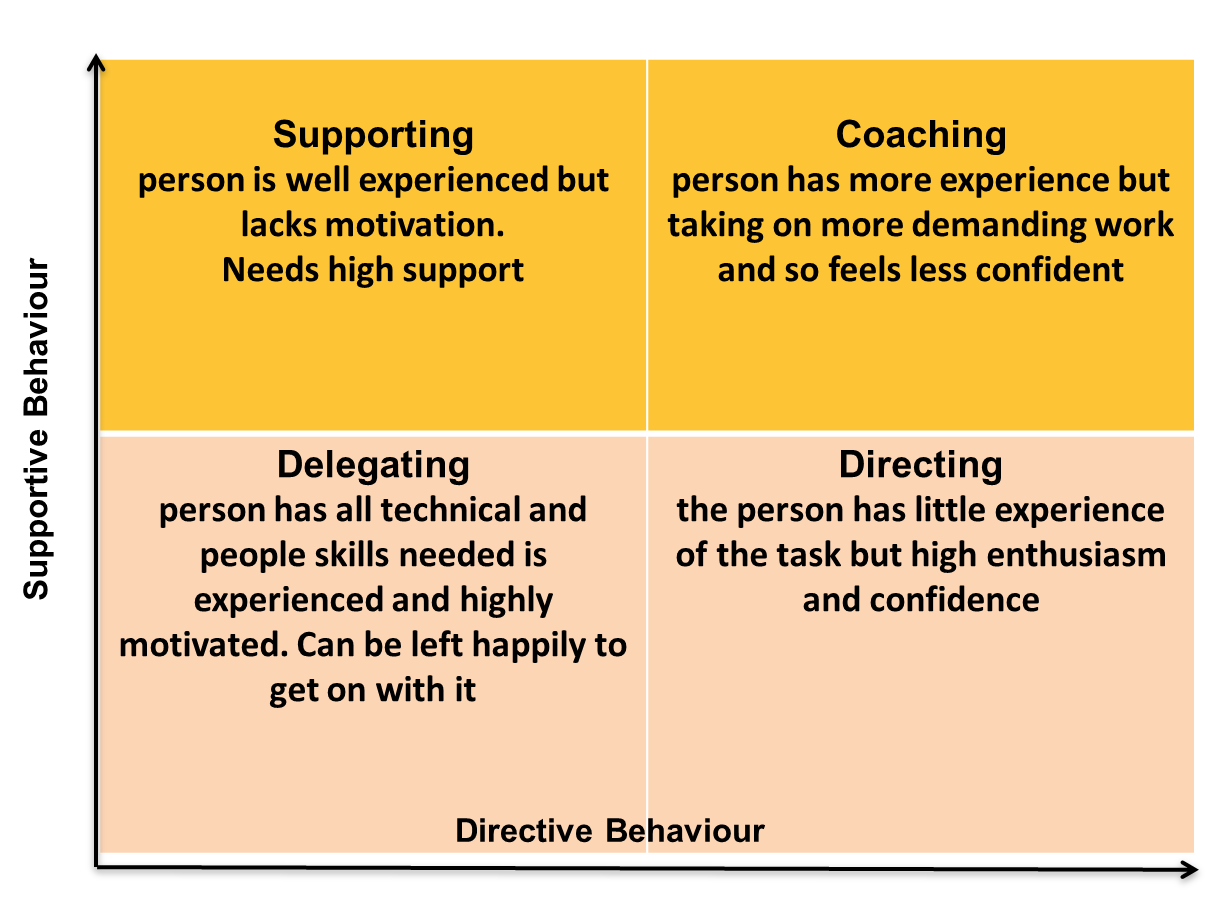 Supporting
person is well experienced but
lacks motivation.
Needs high support
Coaching
person has more experience but
taking on more demanding work
and so feels less confident
Supportive Behaviour
Delegating
person has all technical and
people skills needed is
experienced and highly
motivated. Can be left happily to
get on with it
Directing
the person has little experience
of the task but high enthusiasm
and confidence
Directive Behaviour